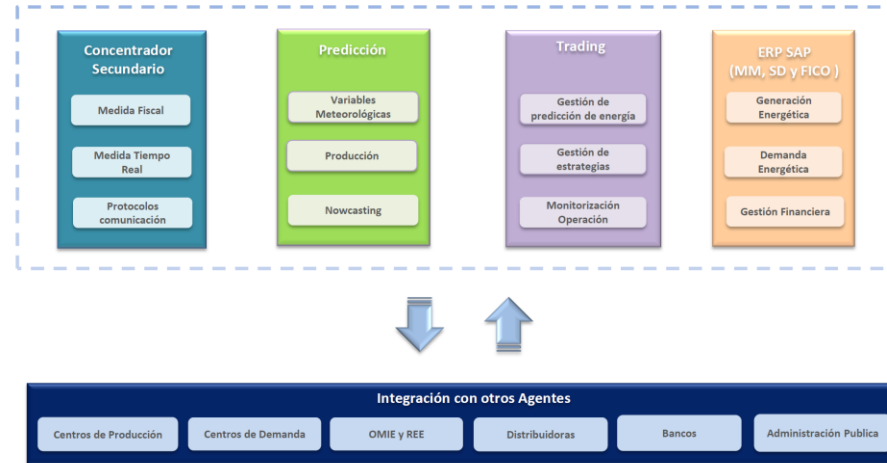 Concentrador
Secundario
Medida Fiscal
Medida Tiempo
Real
Protocolos
comunicación
Predicción
Variables
Meteorológicas
Producción
Nowcasting
Trading
Gestión de
predicción de energía
Gestión de
estrategias
Monitorización
Operación
ERP SAP
(MM, SD y FICO )
Generación
Energética
Demanda
Energética
Gestión Financiera
Integración con otros Agentes
Centros de Producción
Centros de Demanda
OMIE y REE
Distribuidoras
Bancos
Administración Publica